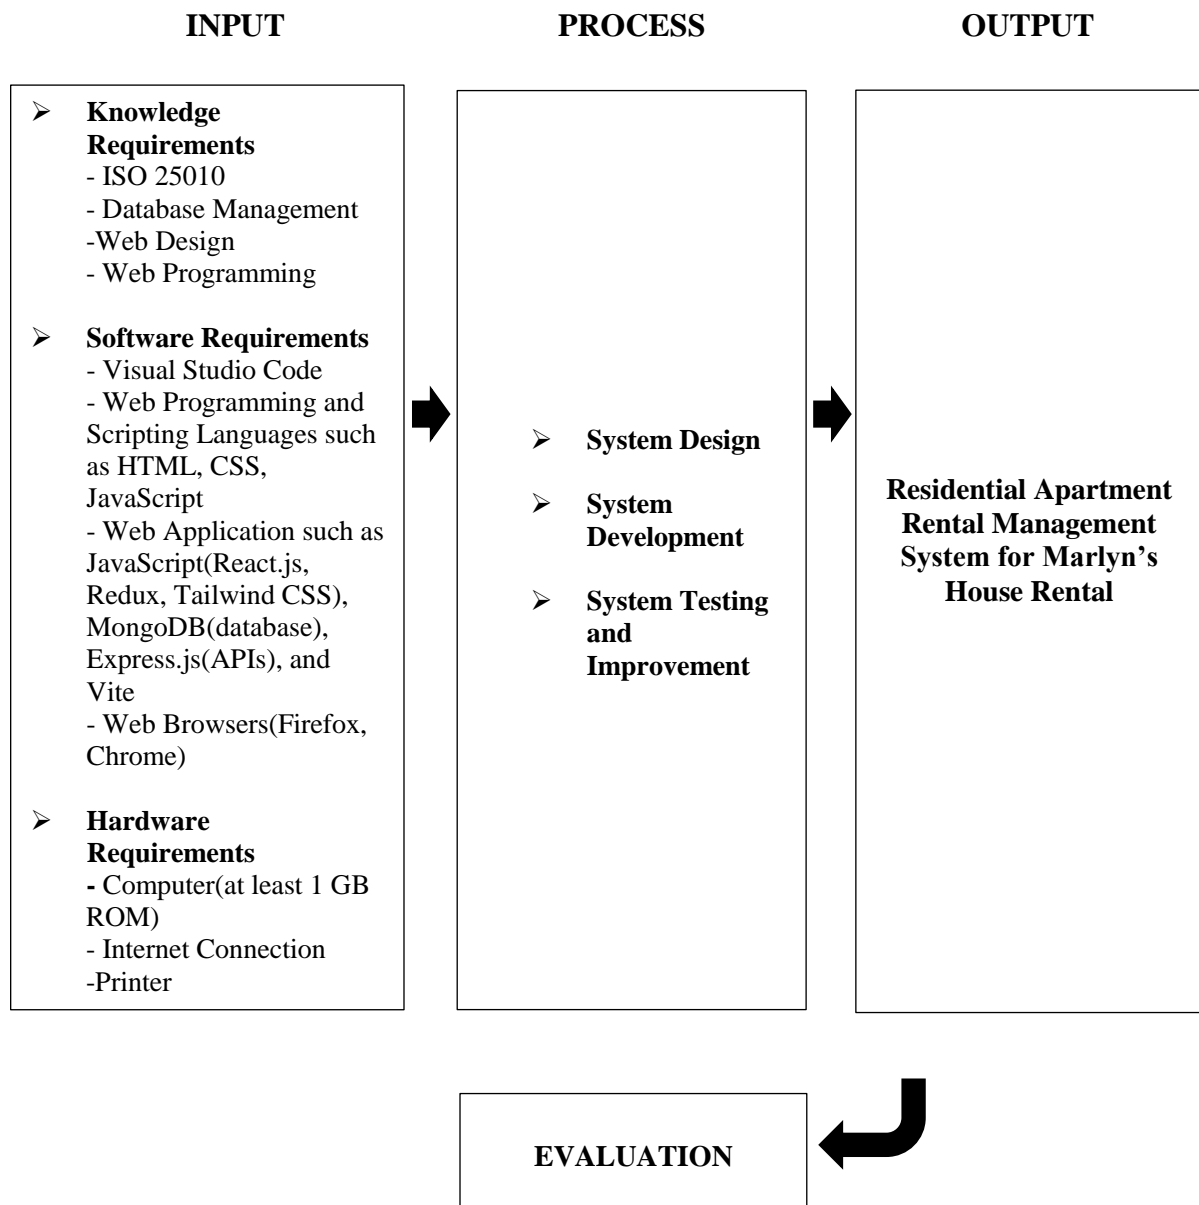 INPUT
PROCESS
OUTPUT
➢ Knowledge
Requirements
- ISO 25010
- Database Management
-Web Design
- Web Programming
➢ Software Requirements
- Visual Studio Code
- Web Programming and
Scripting Languages such
as HTML, CSS,
JavaScript
- Web Application such as
JavaScript(React.js,
Redux, Tailwind CSS),
MongoDB(database),
Express.js(APIs), and
Vite
- Web Browsers(Firefox,
Chrome)
➢ Hardware
Requirements
- Computer(at least 1 GB
ROM)
- Internet Connection
-Printer
➢ System Design
➢ System
Development
➢ System Testing
and
Improvement
Residential Apartment
Rental Management
System for Marlyn’s
House Rental
EVALUATION